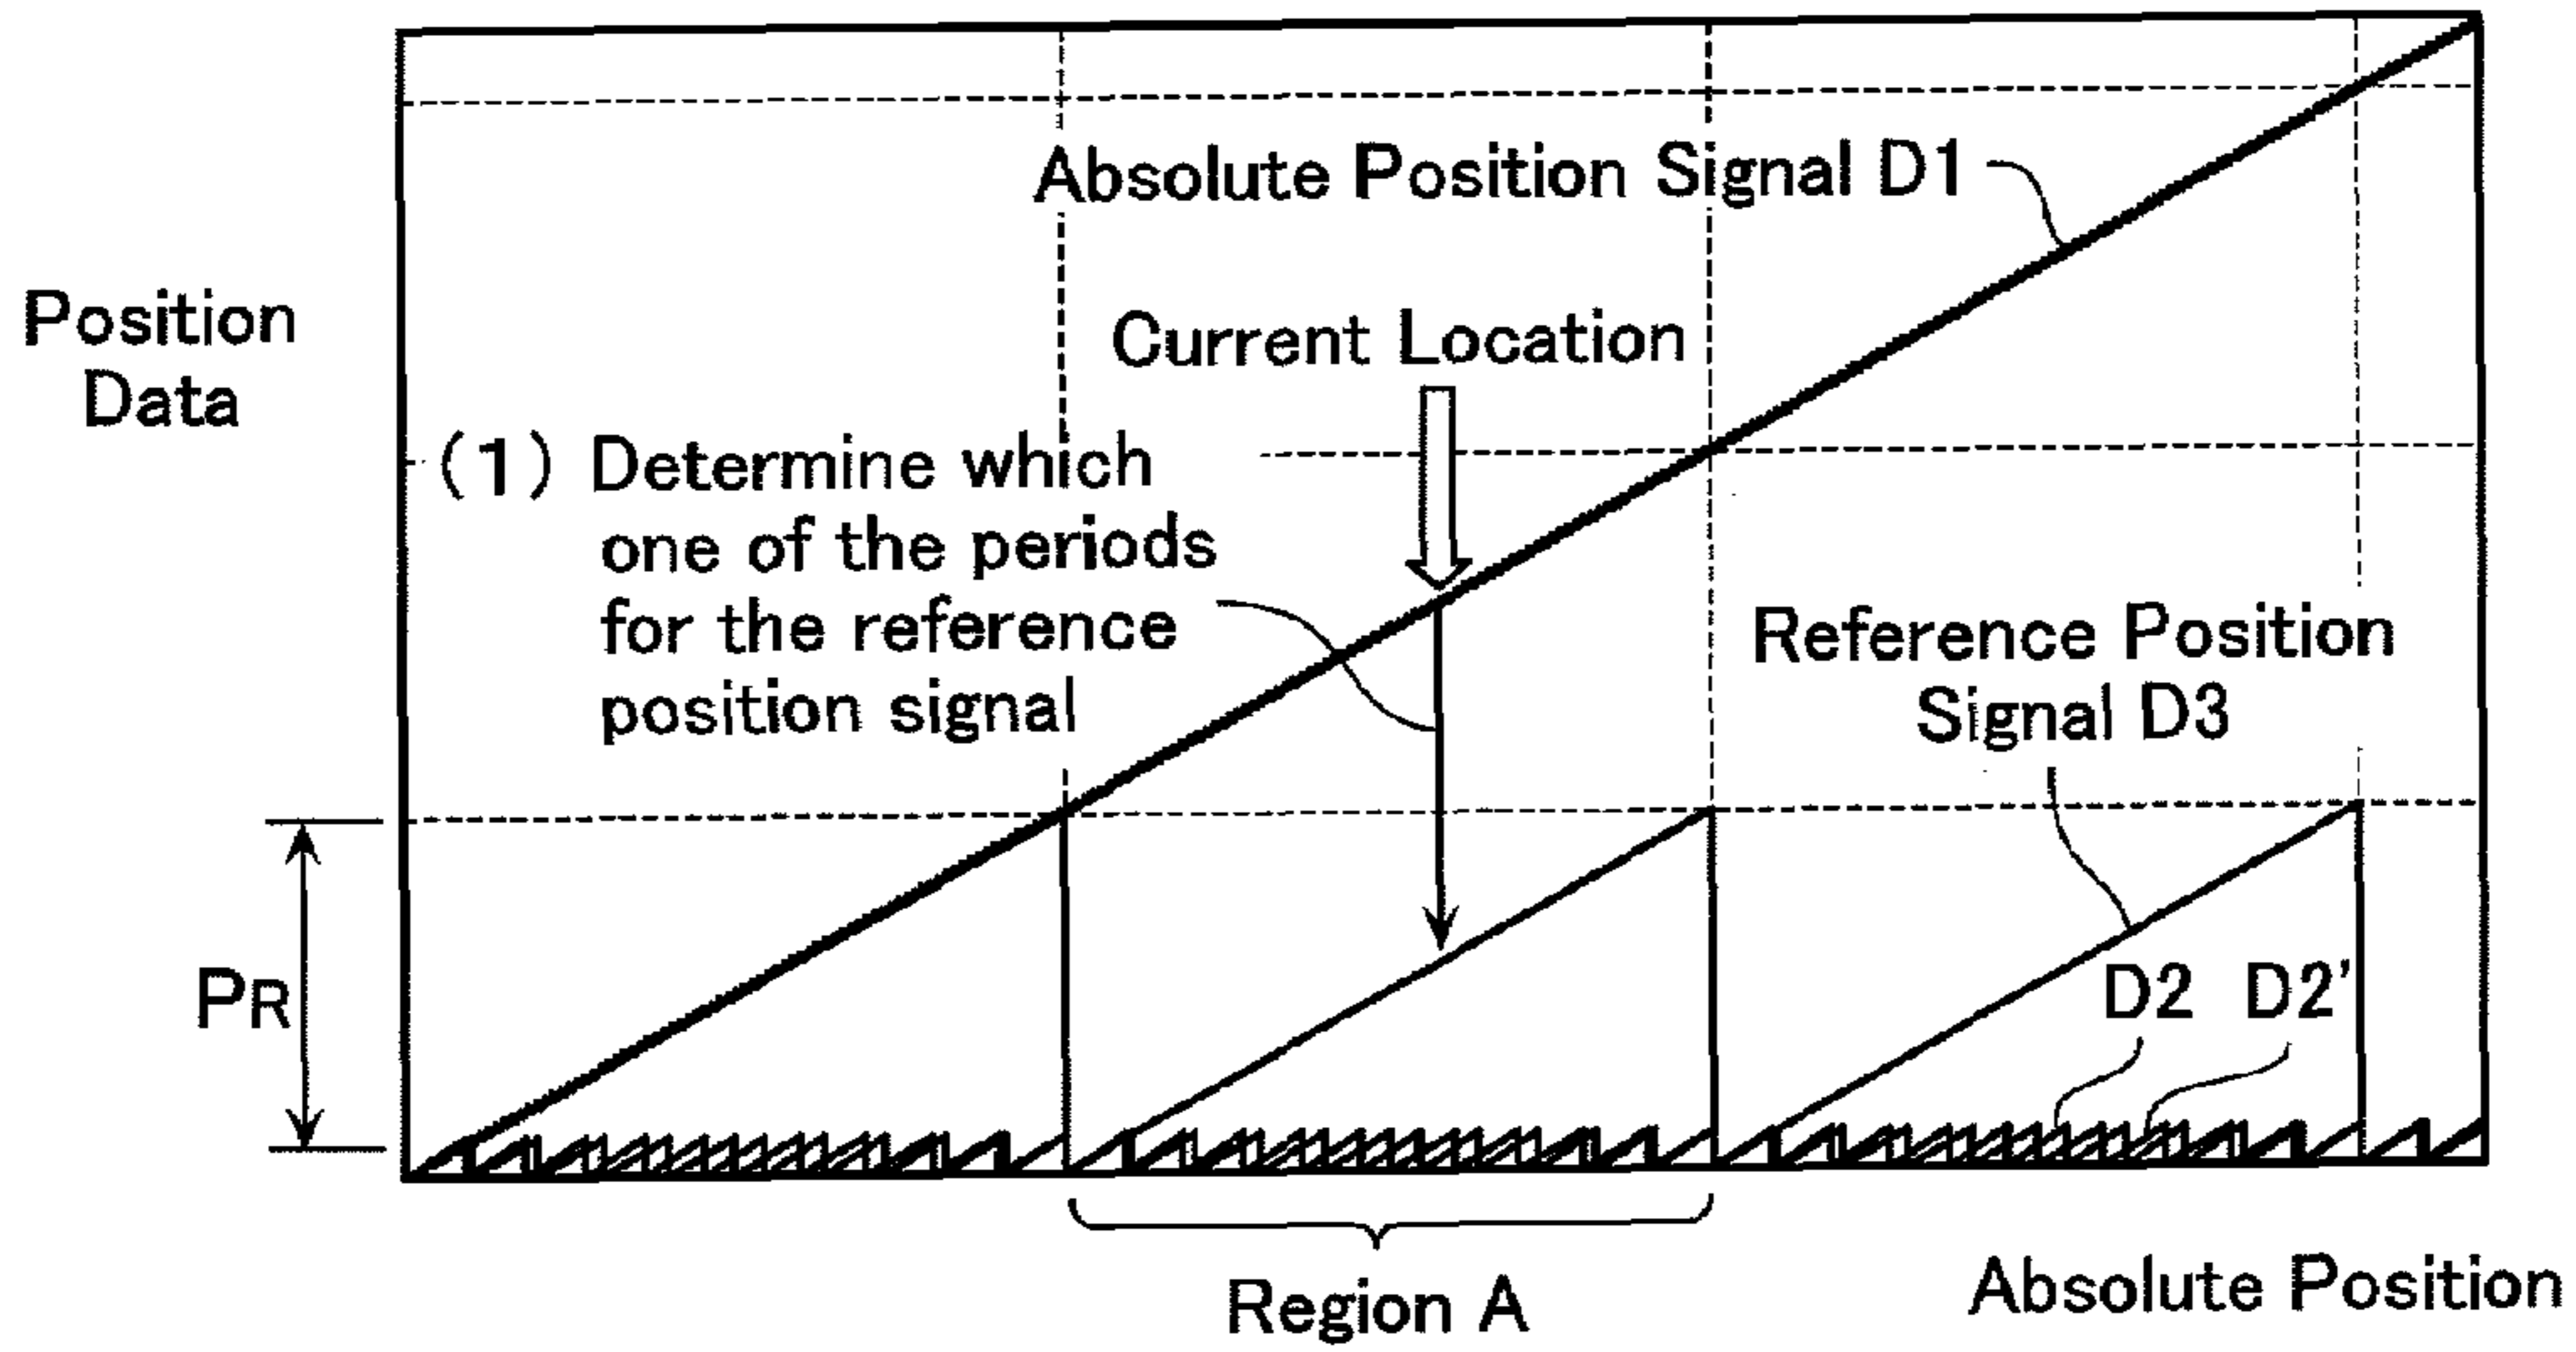 Absolute Position Signal D1
Position
Data
Current Location
(1) Determine which
one of the periods
for the reference
position signal
Reference Position
Signal D3
PR
D2 D2'
Region A
Absolute Position